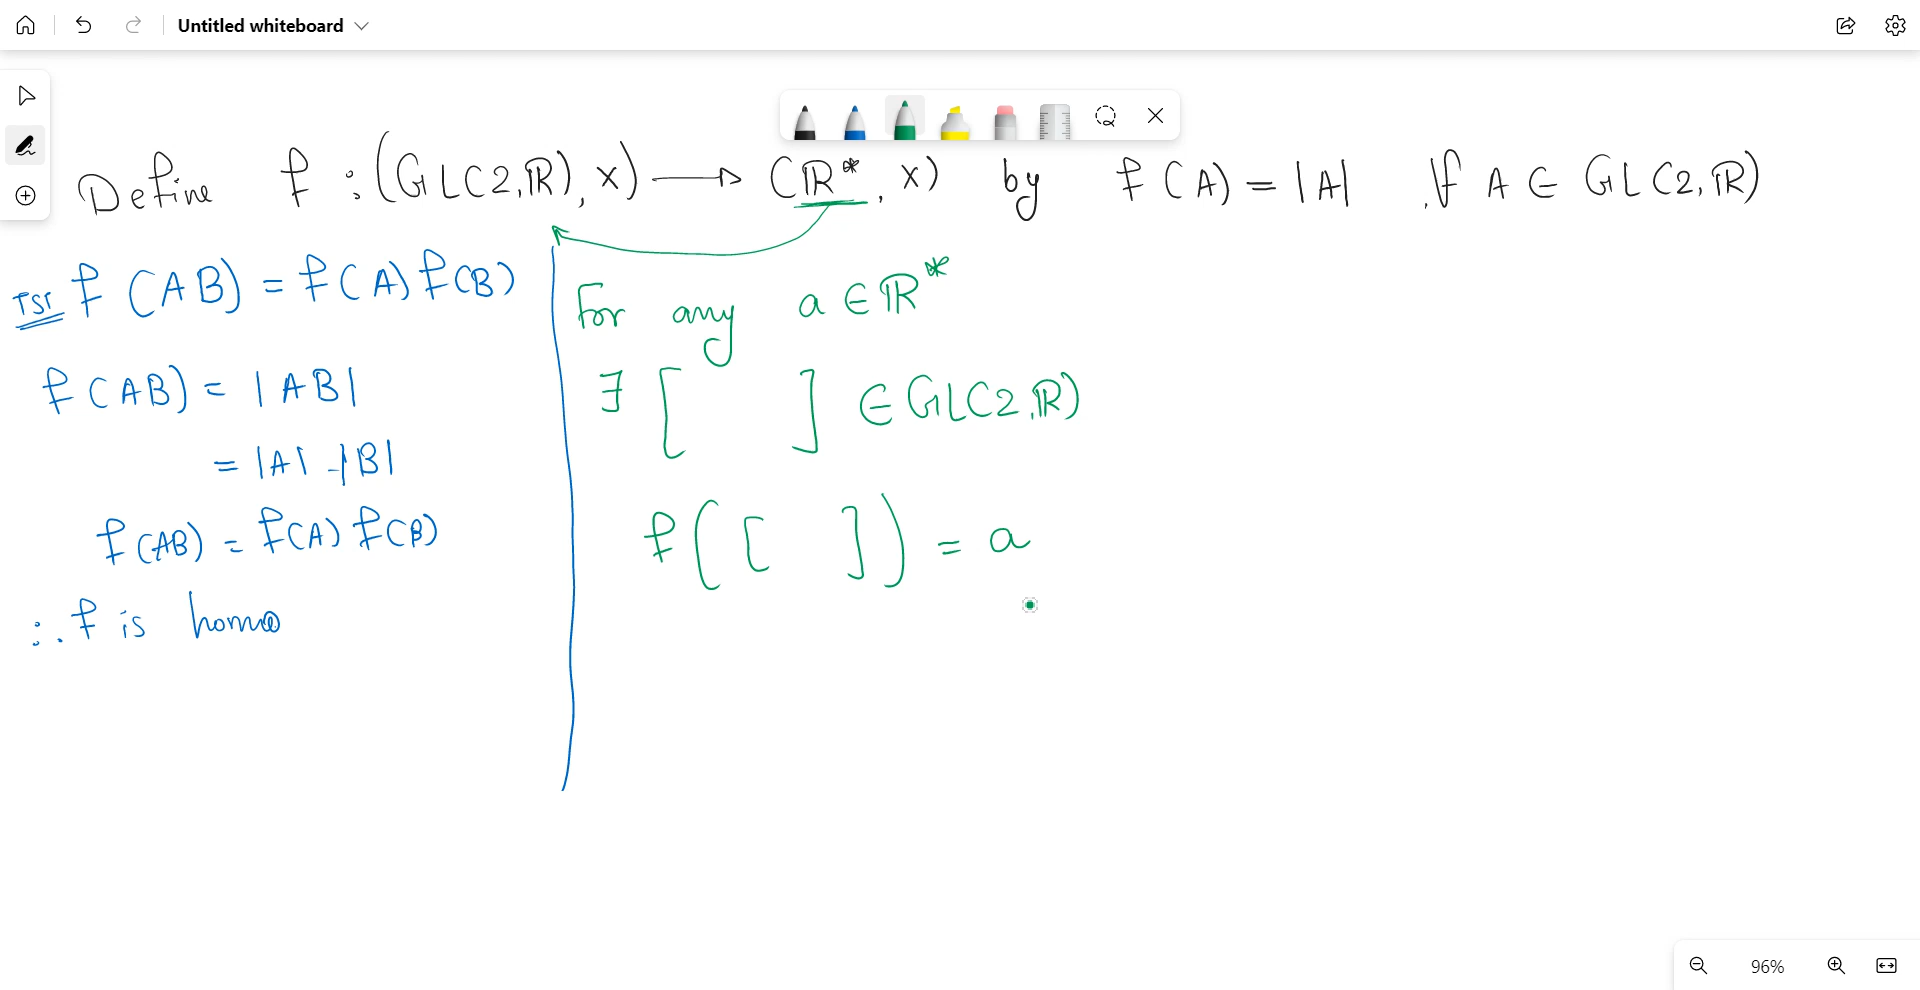 Untitled whiteboard
Define f : (GL(2,ℝ), ×) → (ℝ*, ×) by f(A) = |A| if A ∈ GL(2,ℝ)
TST f(AB) = f(A) f(B)
f(AB) = |AB|
= |A| · |B|
f(AB) = f(A) f(B)
∴ f is homo
For any a ∈ ℝ*
∃ [ ] ∈ GL(2,ℝ)
f([ ]) = a
96%